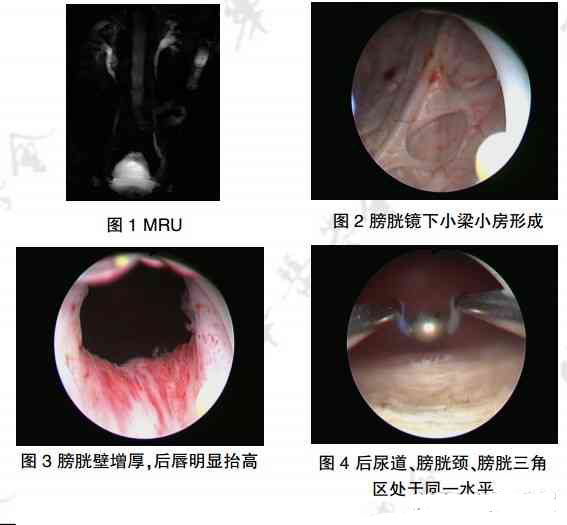 图 1 MRU
图 2 膀胱镜下小梁小房形成
图 3 膀胱壁增厚，后唇明显抬高
图 4 后尿道、膀胱颈、膀胱三角
区处于同一水平